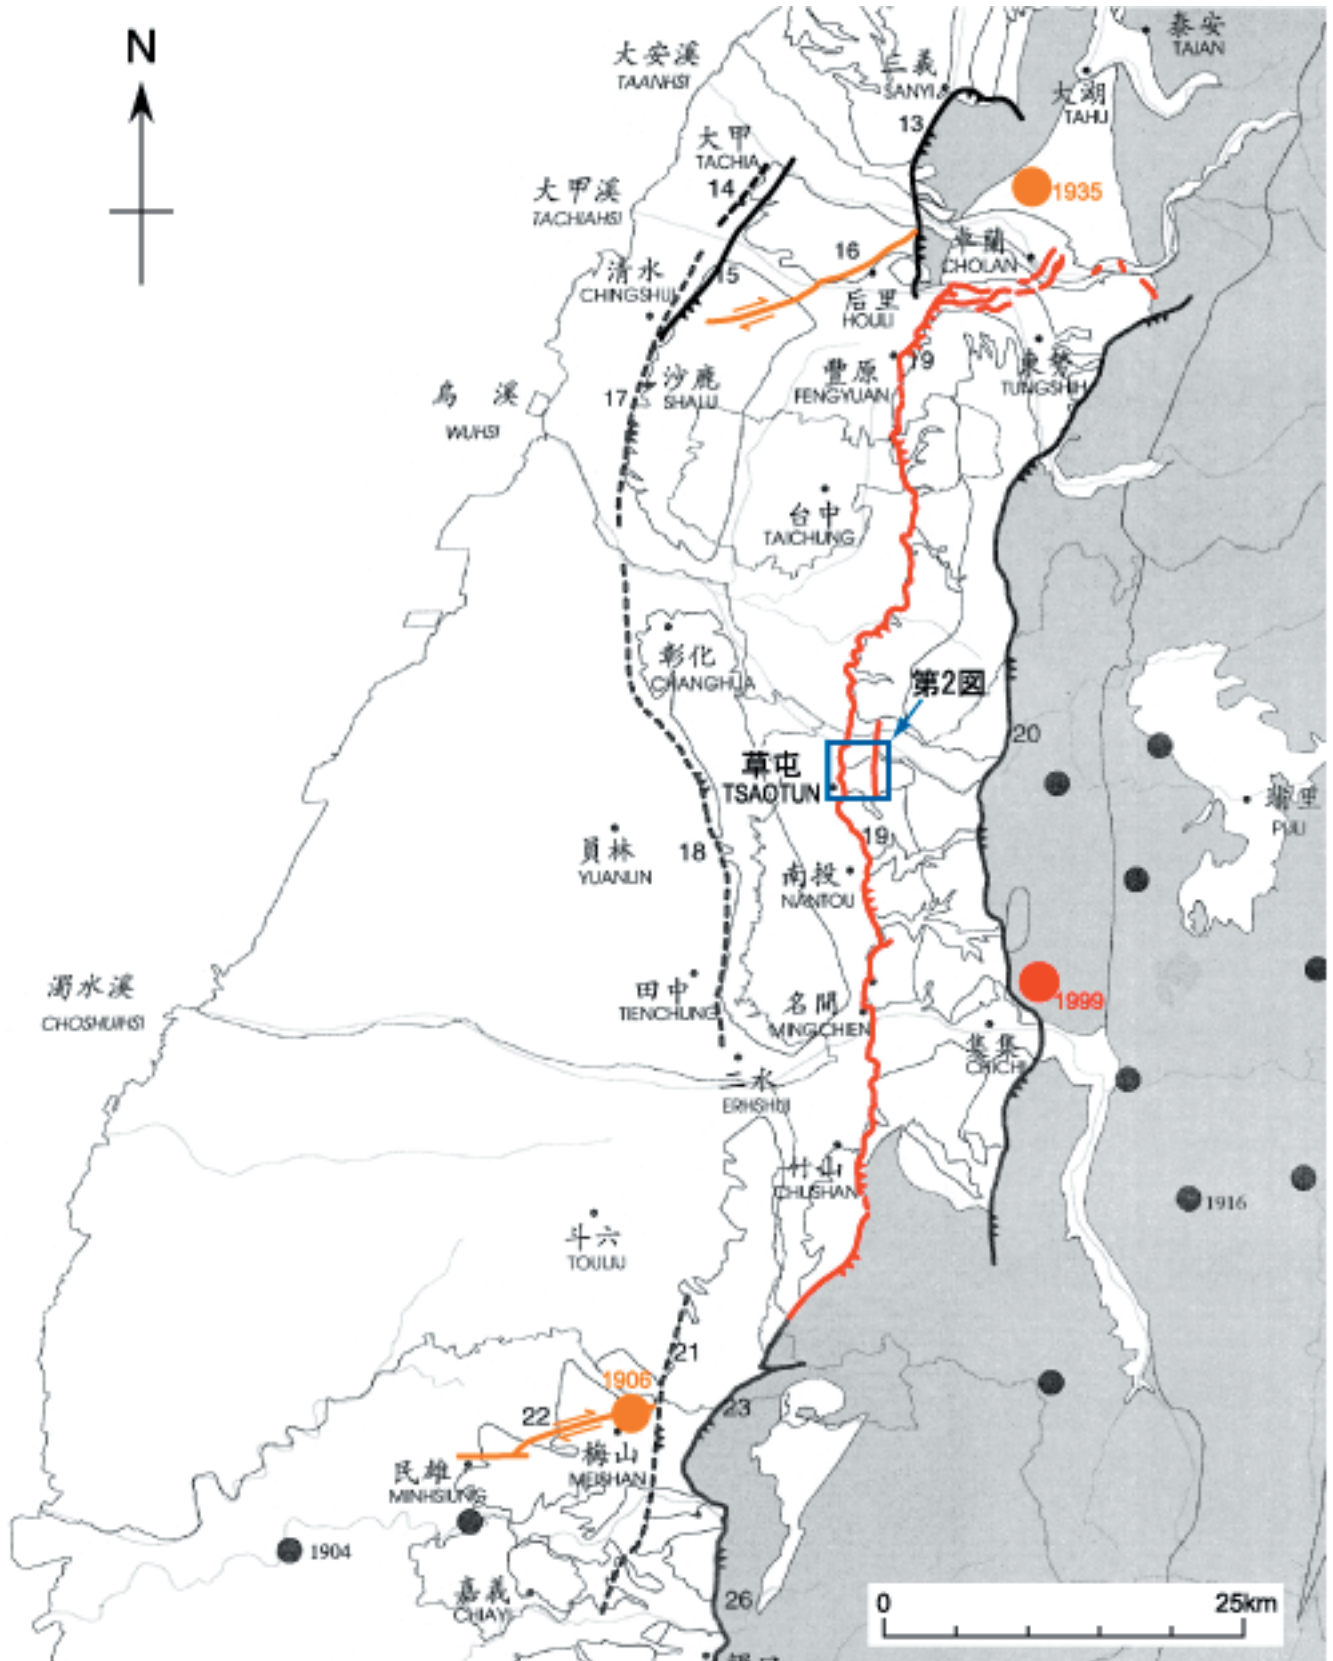 N
大安溪
TAANHSI
三義
SANYI
泰安
TAIAN
大湖
TAHU
13
大甲
TACHIA
14
大甲溪
TACHIAHSI
1935
16
卓蘭
CHOLAN
清水
CHINGSHUI
15
后里
HOULI
19
豐原
FENGYUAN
東勢
TUNGSHIH
烏溪
WUHSI
17
沙鹿
SHALU
台中
TAICHUNG
彰化
CHANGHUA
第2図
20
草屯
TSAOTUN
埔里
PULI
19
18
員林
YUANLIN
南投
NANTOU
濁水溪
CHOSHUIHSI
田中
TIENCHUNG
名間
MINGCHIEN
1999
集集
CHICHI
水
ERHSHUI
竹山
CHUSHAN
1916
斗六
TOULIU
21
1906
22
23
梅山
MEISHAN
民雄
MINHSIUNG
1904
嘉義
CHIAYI
26
0
25km